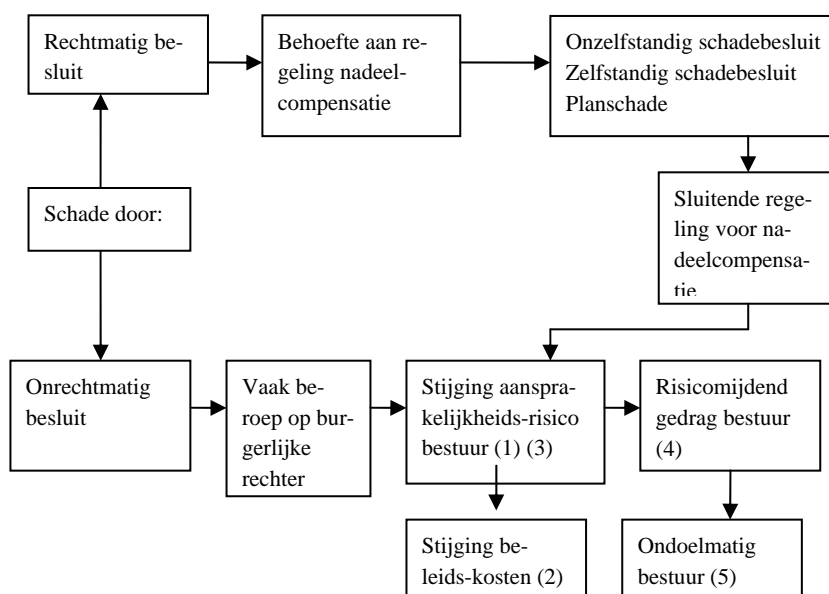 Rechtmatig be-
sluit
Behoefte aan re-
geling nadeel-
compensatie
Onzelfstandig schadebesluit
Zelfstandig schadebesluit
Planschade
Schade door:
Sluitende rege-
ling voor na-
deelcompensa-
tie
Onrechtmatig
besluit
Vaak be-
roep op bur-
gerlijke
rechter
Stijging aanspra-
kelijkheids-risico
bestuur (1) (3)
Risicomijdend
gedrag bestuur
(4)
Stijging be-
leids-kosten (2)
Ondoelmatig
bestuur (5)